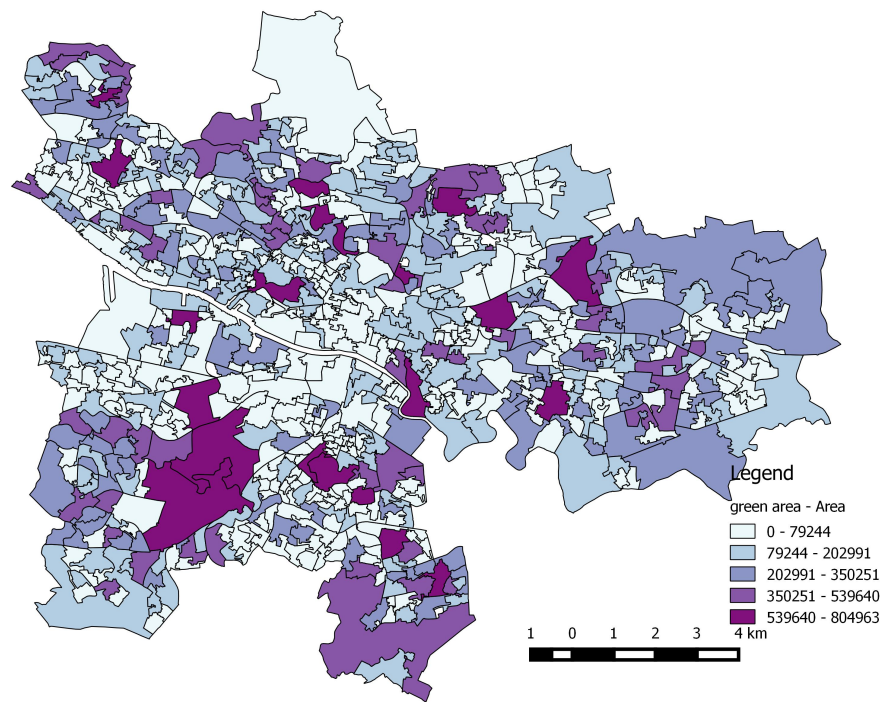 Legend
green area - Area
0 - 79244
79244 - 202991
202991 - 350251
350251 - 539640
539640 - 804963
1 0 1 2 3 4 km